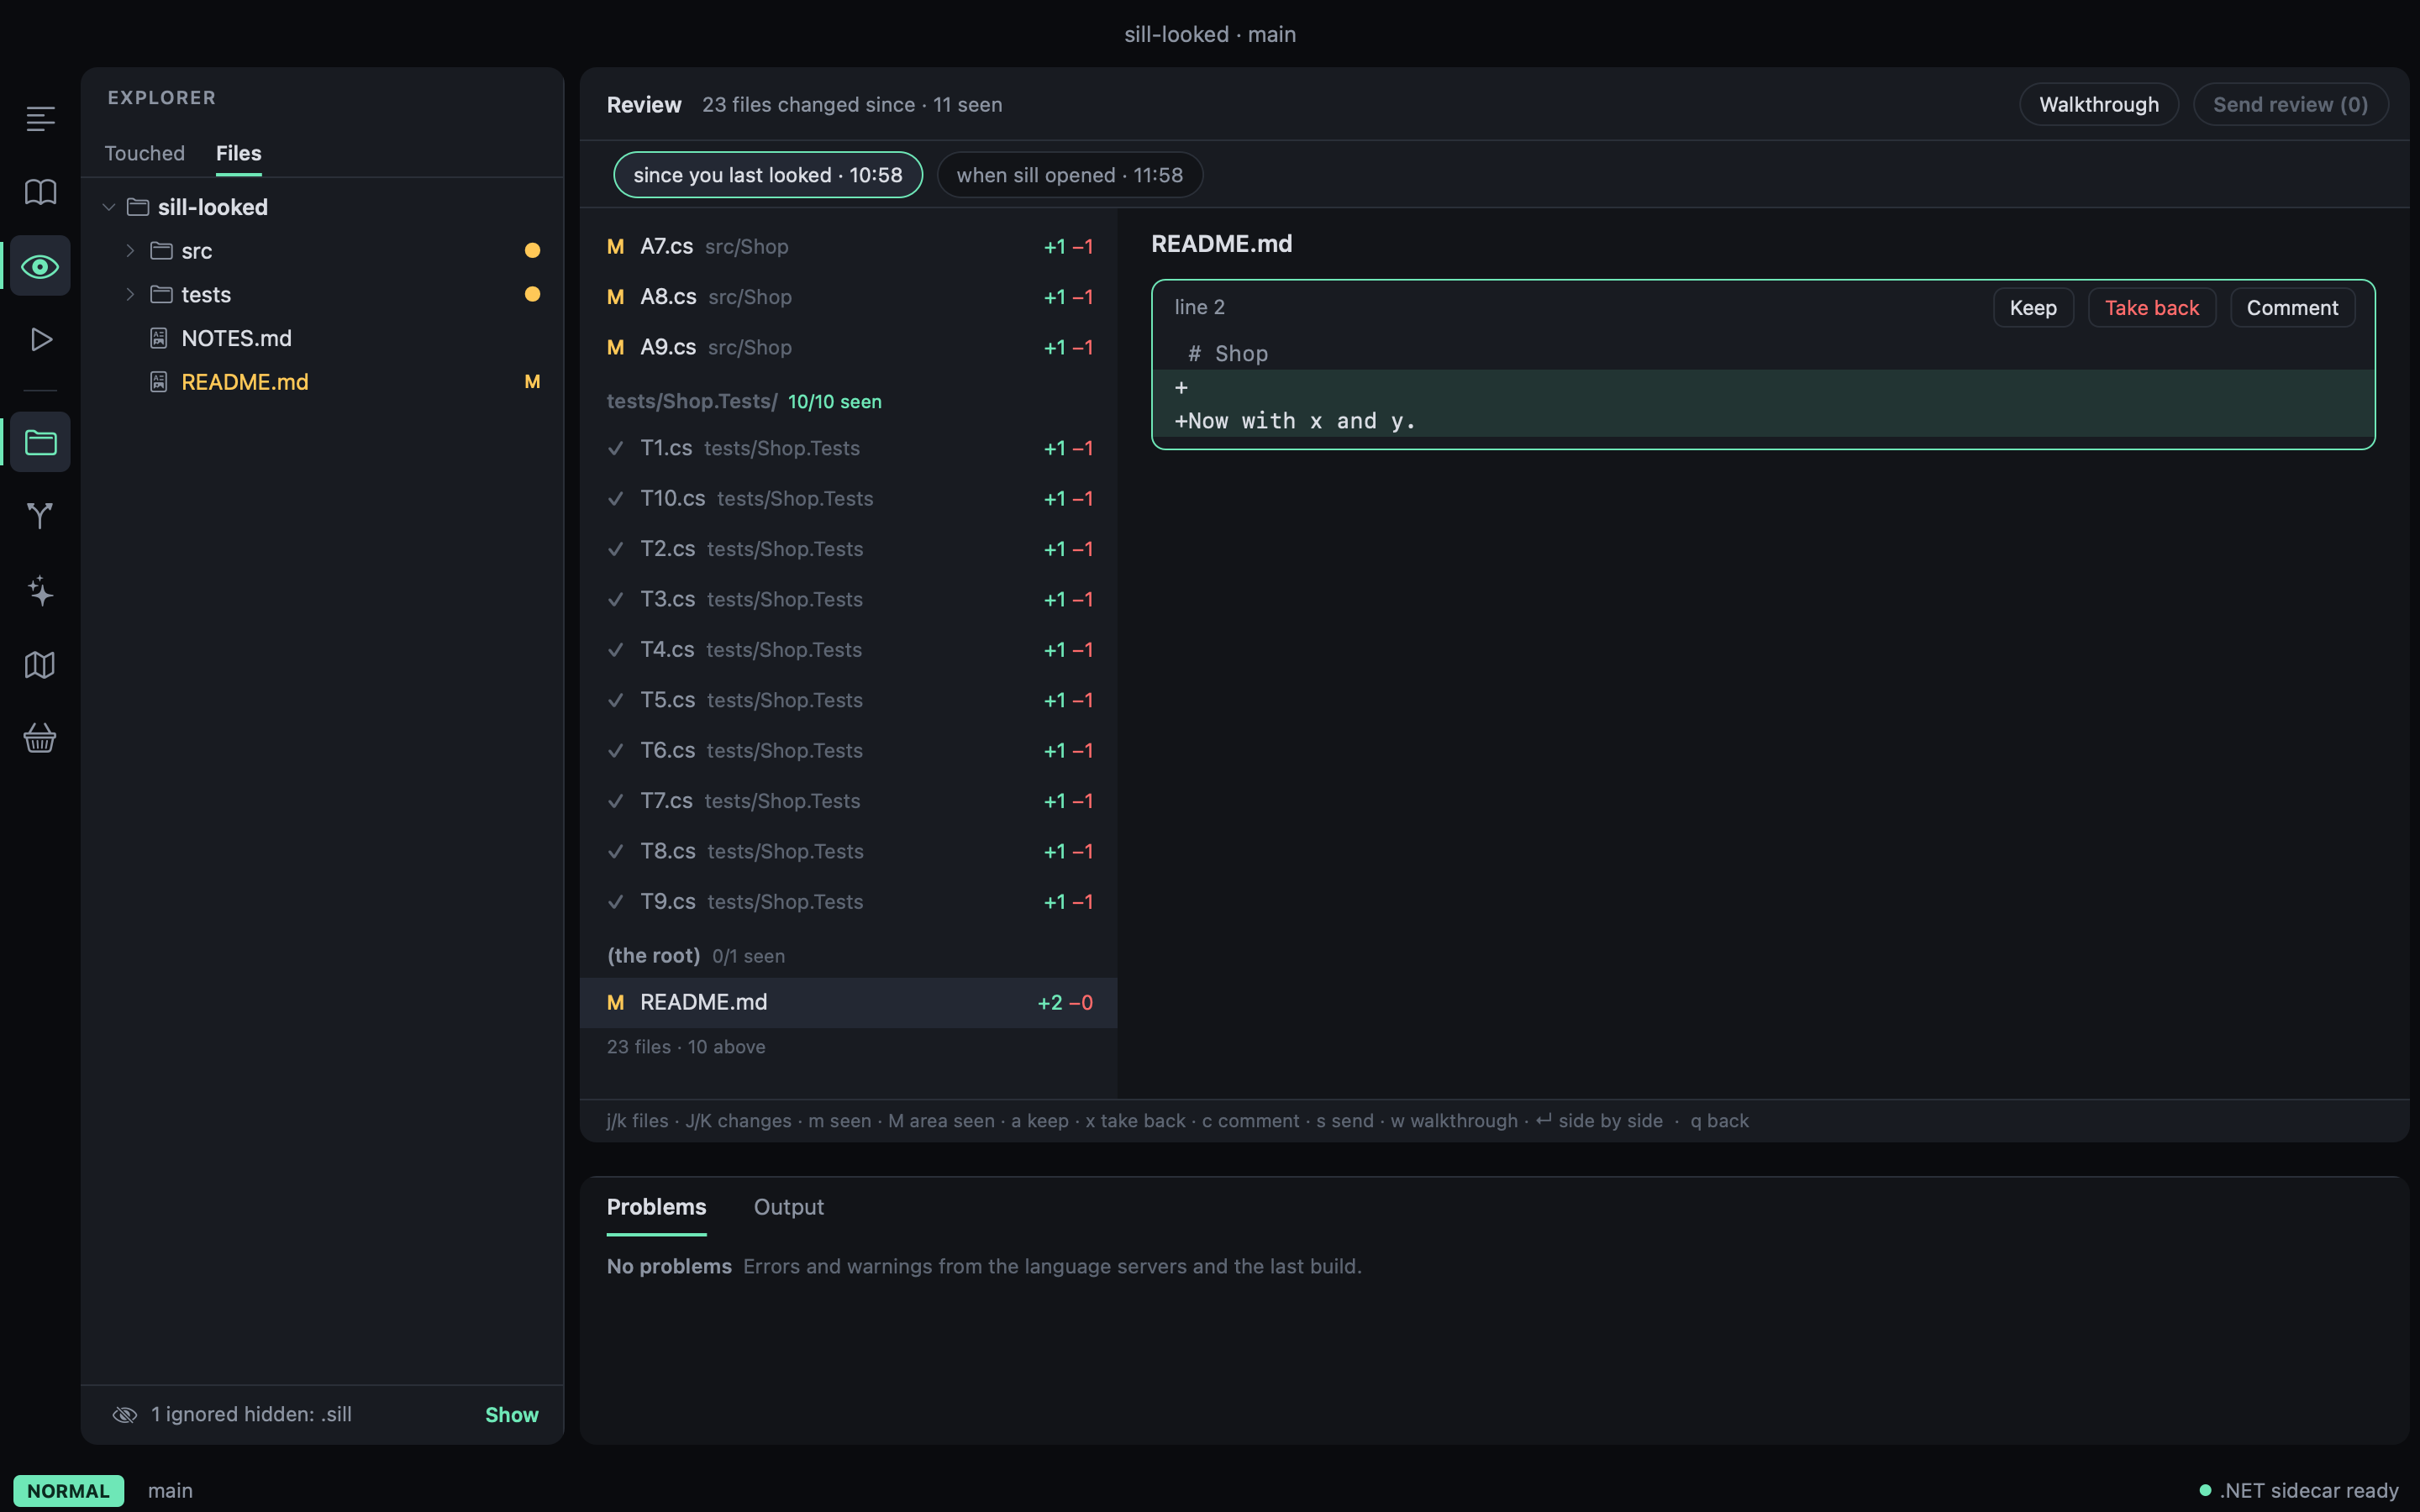 sill-looked · main
EXPLORER
Touched Files
sill-looked
src
tests
NOTES.md
README.md M
1 ignored hidden: .sill Show
Review 23 files changed since · 11 seen
Walkthrough Send review (0)
since you last looked · 10:58 when sill opened · 11:58
M A7.cs src/Shop +1 −1
M A8.cs src/Shop +1 −1
M A9.cs src/Shop +1 −1
tests/Shop.Tests/ 10/10 seen
T1.cs tests/Shop.Tests +1 −1
T10.cs tests/Shop.Tests +1 −1
T2.cs tests/Shop.Tests +1 −1
T3.cs tests/Shop.Tests +1 −1
T4.cs tests/Shop.Tests +1 −1
T5.cs tests/Shop.Tests +1 −1
T6.cs tests/Shop.Tests +1 −1
T7.cs tests/Shop.Tests +1 −1
T8.cs tests/Shop.Tests +1 −1
T9.cs tests/Shop.Tests +1 −1
(the root) 0/1 seen
M README.md +2 −0
23 files · 10 above
README.md
line 2 Keep Take back Comment
# Shop
+
+Now with x and y.
j/k files · J/K changes · m seen · M area seen · a keep · x take back · c comment · s send · w walkthrough · ↵ side by side · q back
Problems Output
No problems Errors and warnings from the language servers and the last build.
NORMAL main
.NET sidecar ready